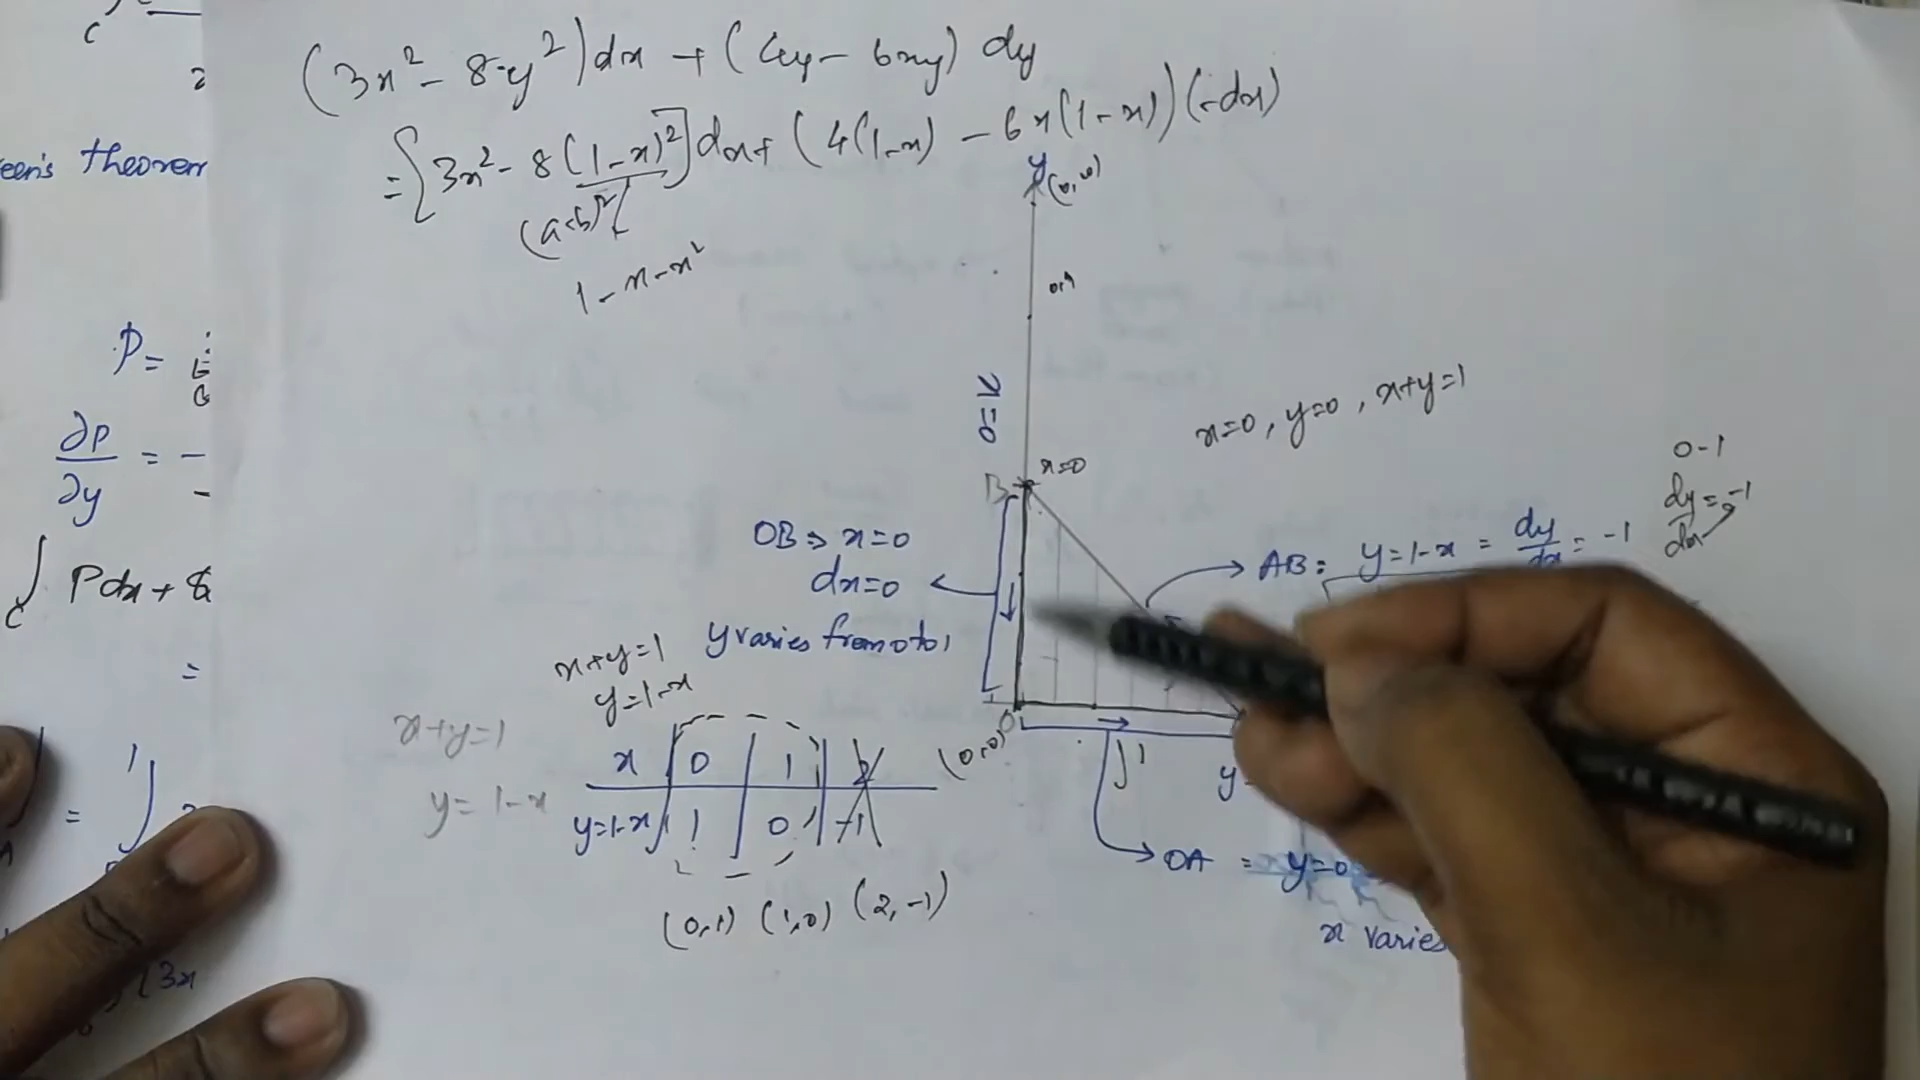 (3x² - 8y²)dx + (4y - 6xy) dy
= {3x² - 8(1-x)²]dx + (4(1-x) - 6x(1-x))(-dx)
(a-b)²
1 - x - x²
een's theorem
P =
∂P/∂y = -
∫c Pdx + Q
=
y
x=0
x=0
B
x=0, y=0, x+y=1
0-1
dy/dx = -1
AB: y=1-x = dy/dx = -1
OB ⇒ x=0
dx=0
y varies from 0 to 1
x+y=1
y=1-x
x+y=1
y=1-x
x | 0 | 1 | 2
y=1-x | 1 | 0 | -1
(0,1) (1,0) (2,-1)
(0,0)
O
OA = y=0
x varies
(3x